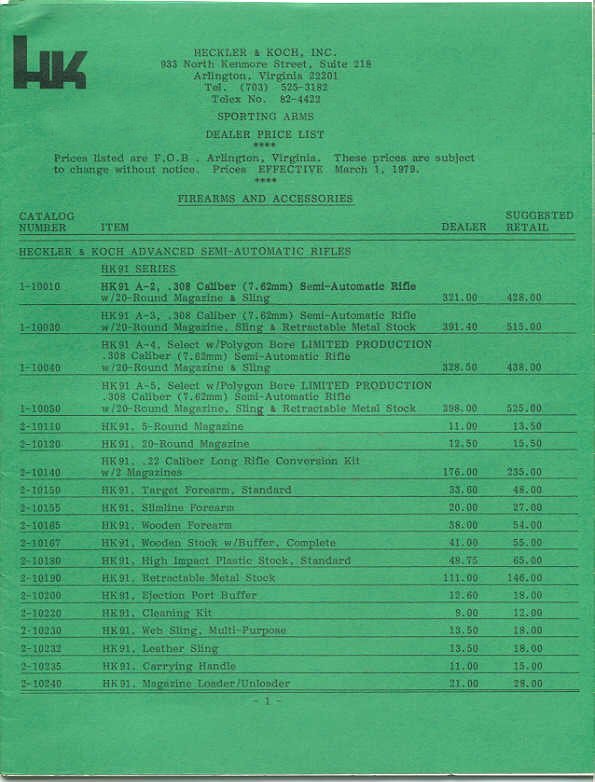 HK
HECKLER & KOCH, INC.
933 North Kenmore Street, Suite 218
Arlington, Virginia 22201
Tel. (703) 525-3182
Telex No. 82-4422
SPORTING ARMS
DEALER PRICE LIST
****
Prices listed are F.O.B . Arlington, Virginia. These prices are subject
to change without notice. Prices EFFECTIVE March 1, 1979.
****
FIREARMS AND ACCESSORIES
CATALOG NUMBER ITEM DEALER SUGGESTED RETAIL
HECKLER & KOCH ADVANCED SEMI-AUTOMATIC RIFLES
HK91 SERIES
1-10010 HK91 A-2, .308 Caliber (7.62mm) Semi-Automatic Rifle
w/20-Round Magazine & Sling 321.00 428.00
HK91 A-3, .308 Caliber (7.62mm) Semi-Automatic Rifle
1-10030 w/20-Round Magazine, Sling & Retractable Metal Stock 391.40 515.00
HK91 A-4, Select w/Polygon Bore LIMITED PRODUCTION
.308 Caliber (7.62mm) Semi-Automatic Rifle
1-10040 w/20-Round Magazine & Sling 328.50 438.00
HK91 A-5, Select w/Polygon Bore LIMITED PRODUCTION
.308 Caliber (7.62mm) Semi-Automatic Rifle
1-10050 w/20-Round Magazine, Sling & Retractable Metal Stock 398.00 525.00
2-10110 HK91, 5-Round Magazine 11.00 13.50
2-10120 HK91, 20-Round Magazine 12.50 15.50
HK91, .22 Caliber Long Rifle Conversion Kit
2-10140 w/2 Magazines 176.00 235.00
2-10150 HK91, Target Forearm, Standard 33.60 48.00
2-10155 HK91, Slimline Forearm 20.00 27.00
2-10165 HK91, Wooden Forearm 38.00 54.00
2-10167 HK91, Wooden Stock w/Buffer, Complete 41.00 55.00
2-10180 HK91, High Impact Plastic Stock, Standard 48.75 65.00
2-10190 HK91, Retractable Metal Stock 111.00 146.00
2-10200 HK91, Ejection Port Buffer 12.60 18.00
2-10220 HK91, Cleaning Kit 9.00 12.00
2-10230 HK91, Web Sling, Multi-Purpose 13.50 18.00
2-10232 HK91, Leather Sling 13.50 18.00
2-10235 HK91, Carrying Handle 11.00 15.00
2-10240 HK91, Magazine Loader/Unloader 21.00 28.00
- 1 -